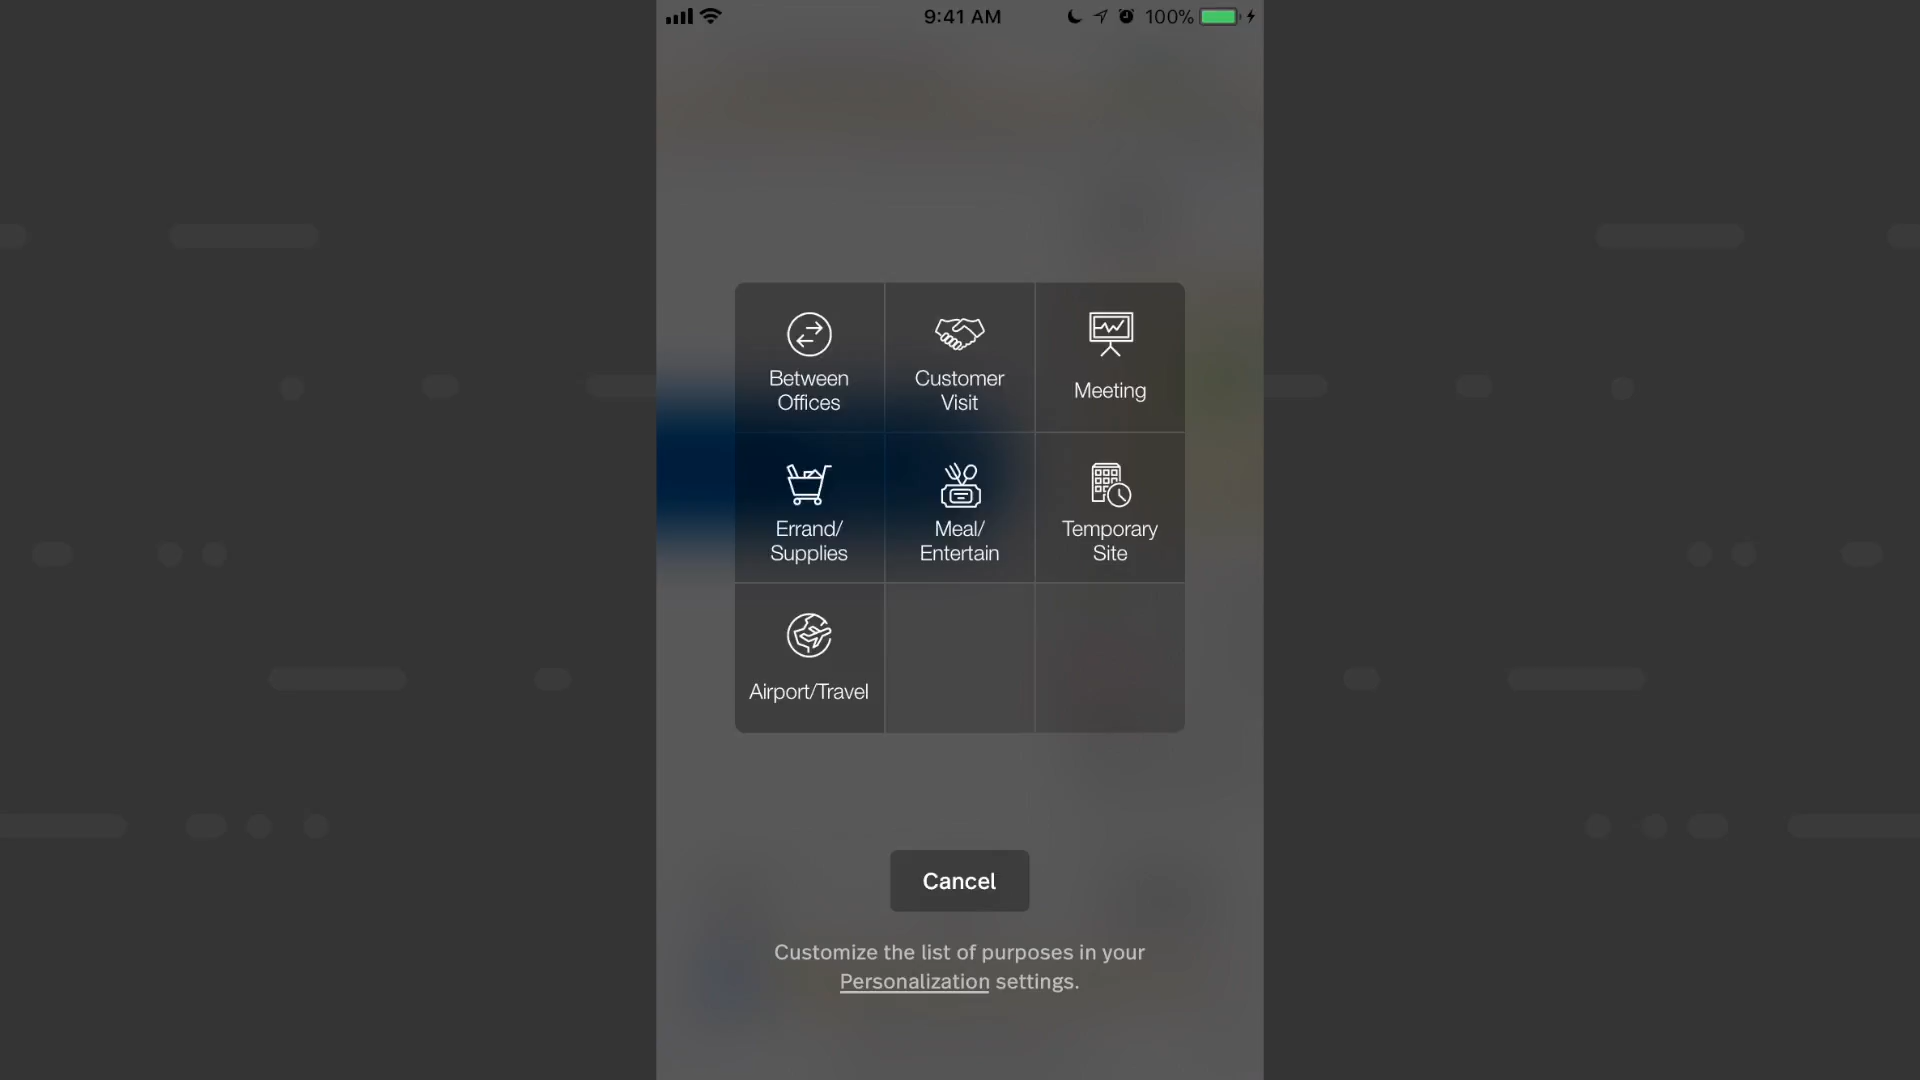 9:41 AM
100%
Between
Offices
Customer
Visit
Meeting
Errand/
Supplies
Meal/
Entertain
Temporary
Site
Airport/Travel
Cancel
Customize the list of purposes in your
Personalization settings.